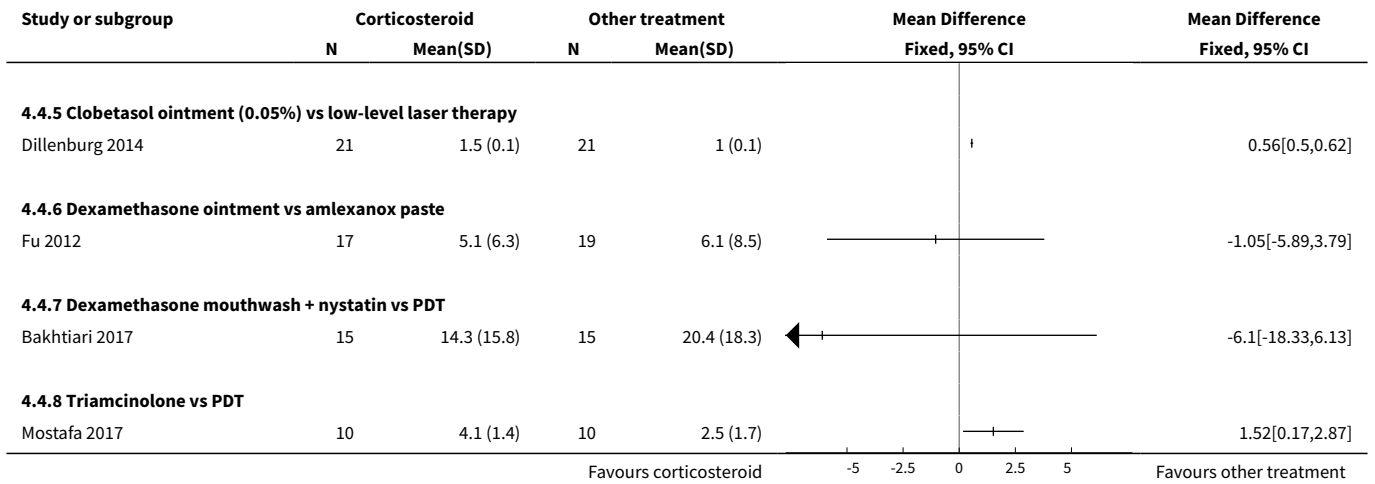 Study or subgroup Corticosteroid Other treatment Mean Difference Mean Difference
N Mean(SD) N Mean(SD) Fixed, 95% CI Fixed, 95% CI
4.4.5 Clobetasol ointment (0.05%) vs low-level laser therapy
Dillenburg 2014 21 1.5 (0.1) 21 1 (0.1) 0.56[0.5,0.62]
4.4.6 Dexamethasone ointment vs amlexanox paste
Fu 2012 17 5.1 (6.3) 19 6.1 (8.5) -1.05[-5.89,3.79]
4.4.7 Dexamethasone mouthwash + nystatin vs PDT
Bakhtiari 2017 15 14.3 (15.8) 15 20.4 (18.3) -6.1[-18.33,6.13]
4.4.8 Triamcinolone vs PDT
Mostafa 2017 10 4.1 (1.4) 10 2.5 (1.7) 1.52[0.17,2.87]
Favours corticosteroid -5 -2.5 0 2.5 5 Favours other treatment